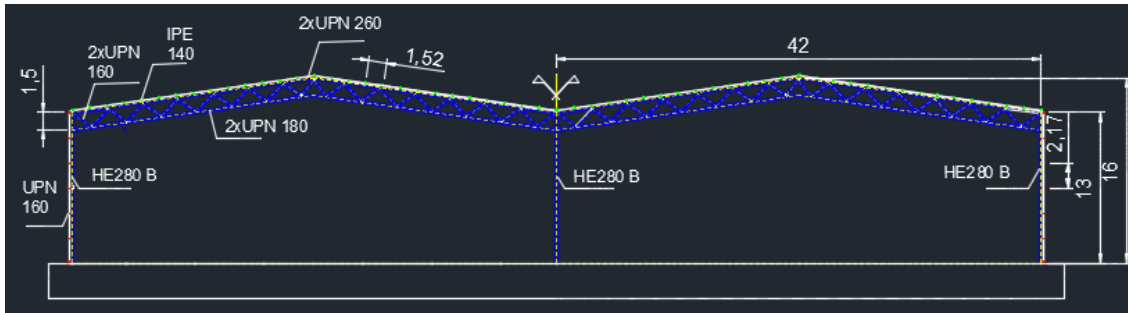 2xUPN 260
IPE
140
2xUPN
160
42
1,52
1,5
2xUPN 180
2,17
16
HE280 B
HE280 B
HE280 B
UPN
160
13